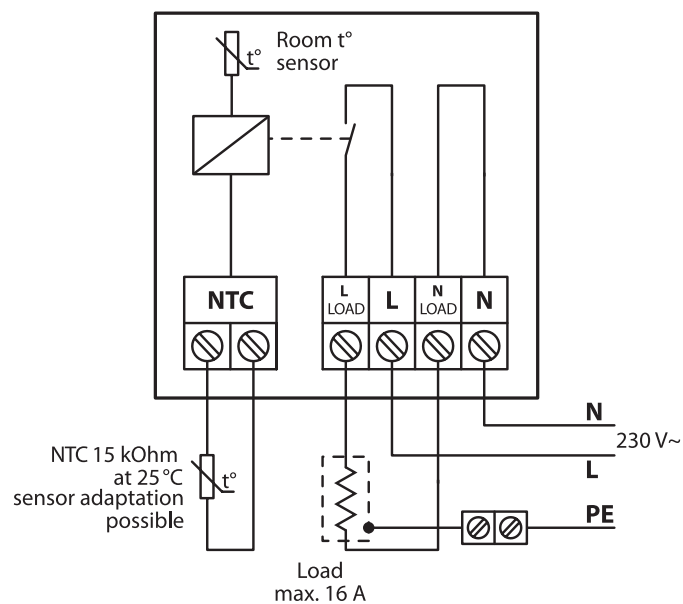 Room t°
sensor
t°
NTC
L
LOAD
L
N
LOAD
N
N
230 V~
L
PE
NTC 15 kOhm
at 25 °C
sensor adaptation
possible
t°
Load
max. 16 A